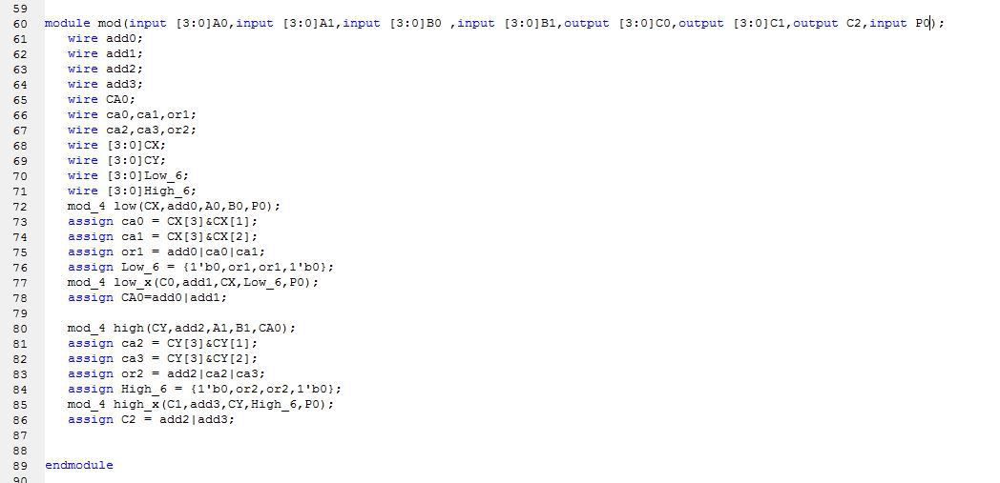 59
60 module mod(input [3:0]A0,input [3:0]A1,input [3:0]B0 ,input [3:0]B1,output [3:0]C0,output [3:0]C1,output C2,input P0);
61 wire add0;
62 wire add1;
63 wire add2;
64 wire add3;
65 wire CA0;
66 wire ca0,ca1,or1;
67 wire ca2,ca3,or2;
68 wire [3:0]CX;
69 wire [3:0]CY;
70 wire [3:0]Low_6;
71 wire [3:0]High_6;
72 mod_4 low(CX,add0,A0,B0,P0);
73 assign ca0 = CX[3]&CX[1];
74 assign ca1 = CX[3]&CX[2];
75 assign or1 = add0|ca0|ca1;
76 assign Low_6 = {1'b0,or1,or1,1'b0};
77 mod_4 low_x(C0,add1,CX,Low_6,P0);
78 assign CA0=add0|add1;
79
80 mod_4 high(CY,add2,A1,B1,CA0);
81 assign ca2 = CY[3]&CY[1];
82 assign ca3 = CY[3]&CY[2];
83 assign or2 = add2|ca2|ca3;
84 assign High_6 = {1'b0,or2,or2,1'b0};
85 mod_4 high_x(C1,add3,CY,High_6,P0);
86 assign C2 = add2|add3;
87
88
89 endmodule
90